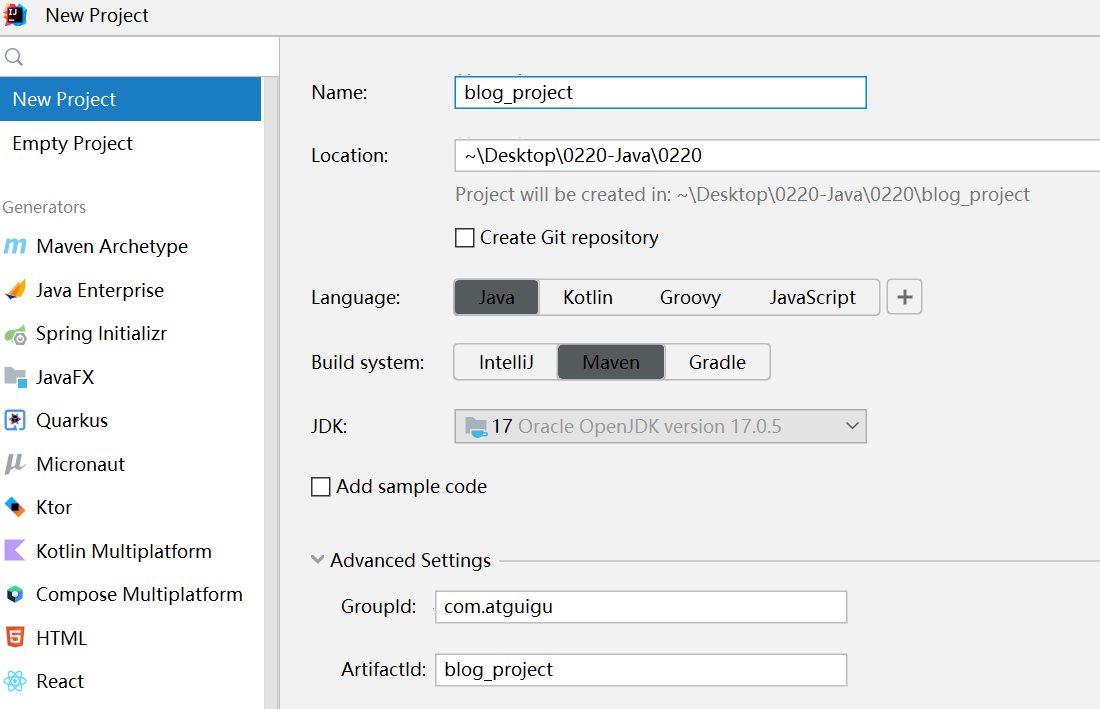 New Project
New Project
Empty Project
Generators
Maven Archetype
Java Enterprise
Spring Initializr
JavaFX
Quarkus
Micronaut
Ktor
Kotlin Multiplatform
Compose Multiplatform
HTML
React
Name: blog_project
Location: ~\Desktop\0220-Java\0220
Project will be created in: ~\Desktop\0220-Java\0220\blog_project
Create Git repository
Language: Java Kotlin Groovy JavaScript +
Build system: IntelliJ Maven Gradle
JDK: 17 Oracle OpenJDK version 17.0.5
Add sample code
Advanced Settings
GroupId: com.atguigu
ArtifactId: blog_project